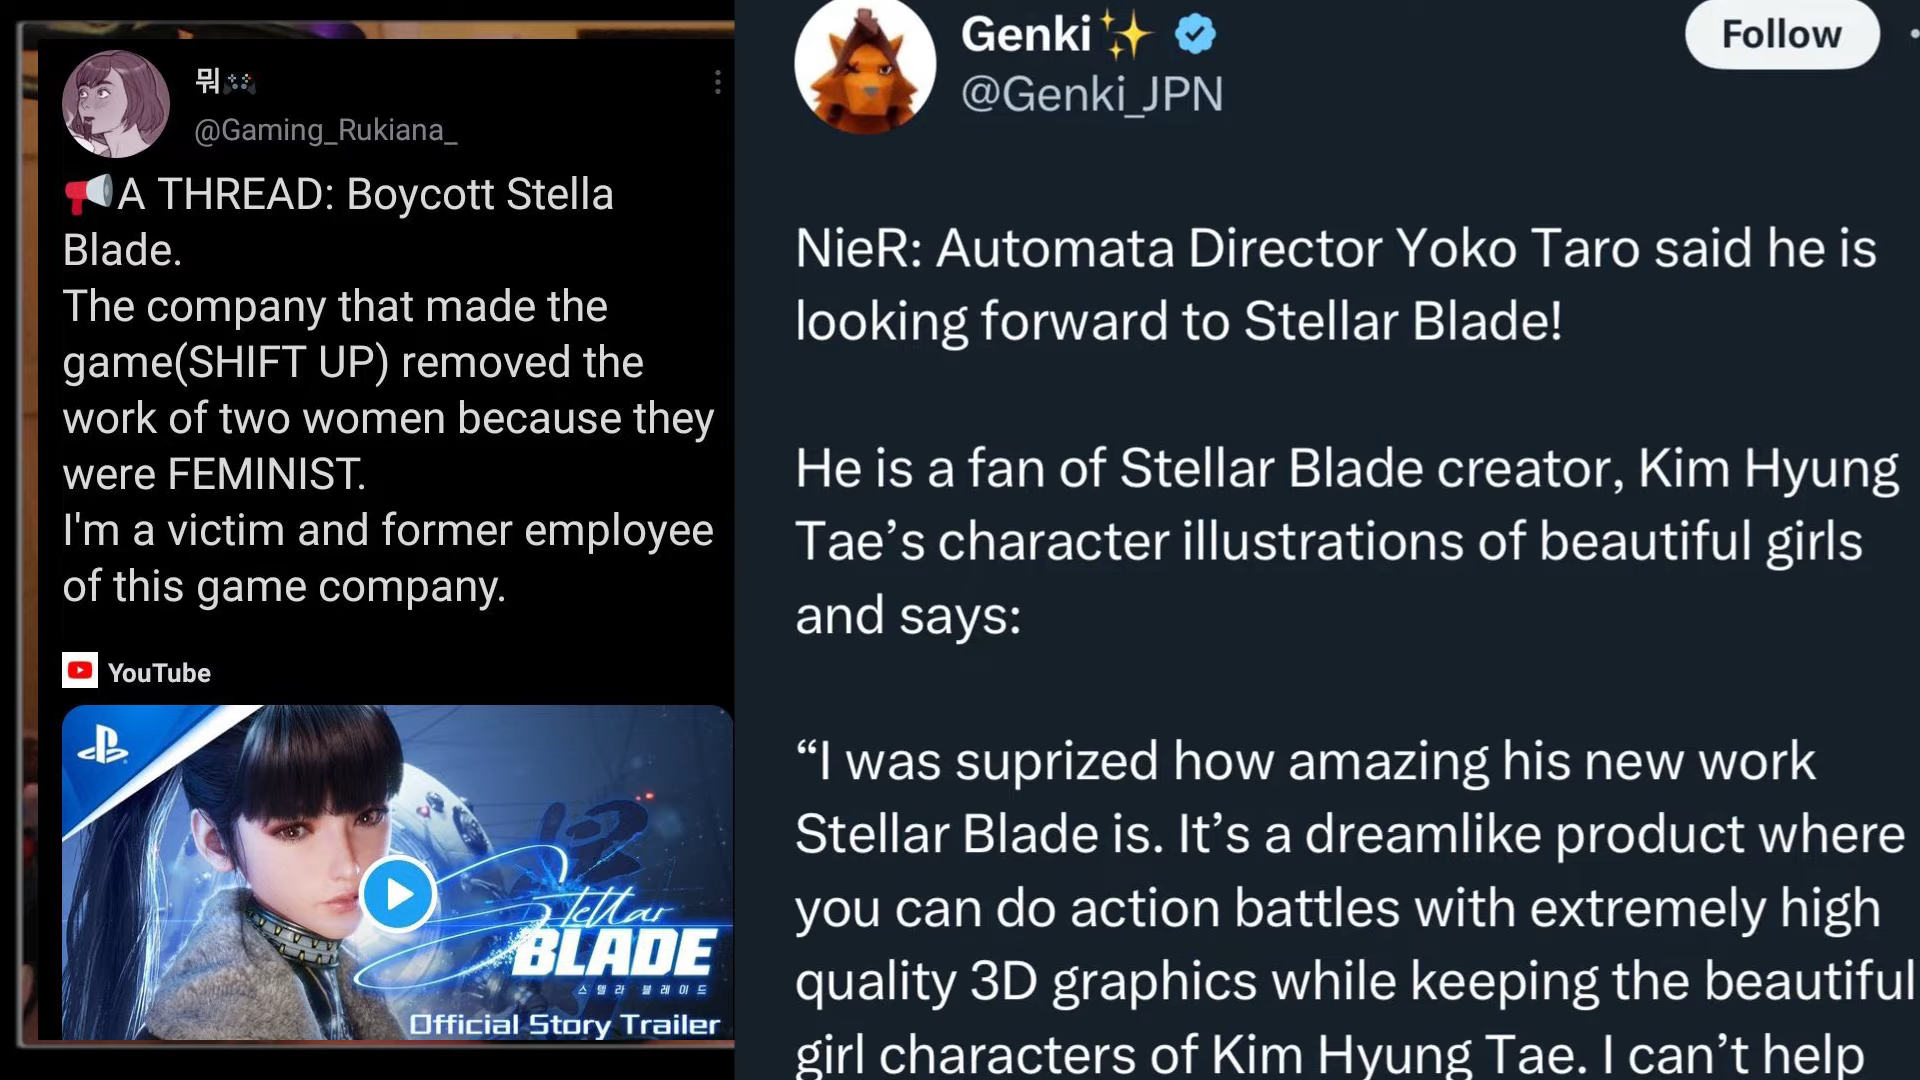 뭐🎮
@Gaming_Rukiana_
📢A THREAD: Boycott Stella
Blade.
The company that made the
game(SHIFT UP) removed the
work of two women because they
were FEMINIST.
I'm a victim and former employee
of this game company.
YouTube
Stellar
BLADE
스텔라 블레이드
Official Story Trailer
Genki✨
@Genki_JPN
Follow
NieR: Automata Director Yoko Taro said he is
looking forward to Stellar Blade!
He is a fan of Stellar Blade creator, Kim Hyung
Tae’s character illustrations of beautiful girls
and says:
“I was suprized how amazing his new work
Stellar Blade is. It’s a dreamlike product where
you can do action battles with extremely high
quality 3D graphics while keeping the beautiful
girl characters of Kim Hyung Tae. I can’t help